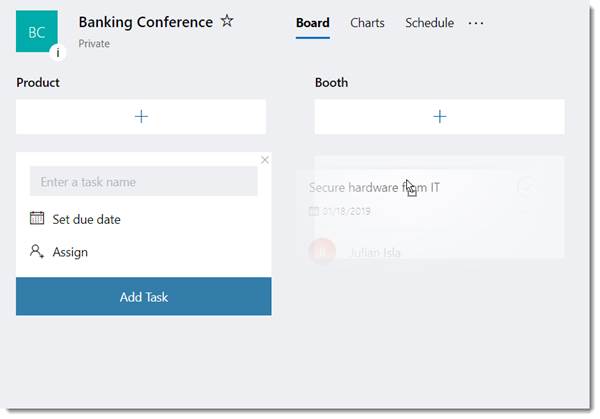 BC
Banking Conference
Private
i
Board Charts Schedule ...
Product
Booth
+
+
Enter a task name
Set due date
Assign
Add Task
Secure hardware from IT
01/18/2019
Julian Isla